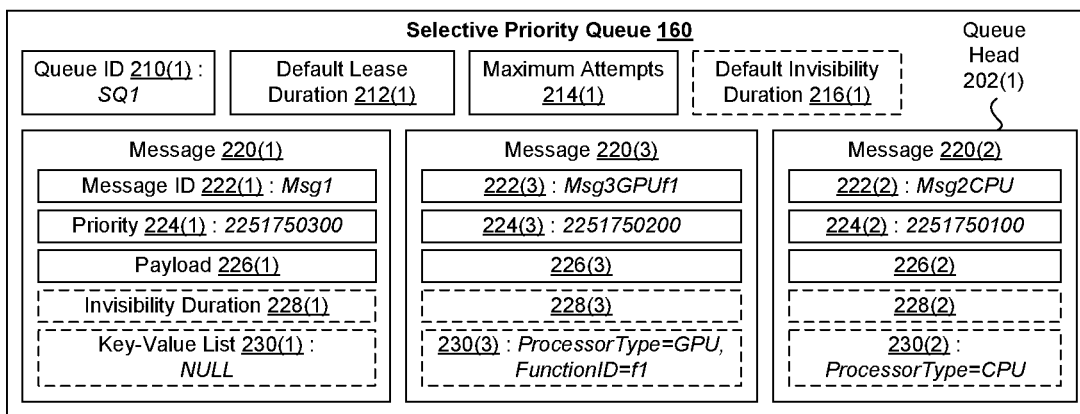 Selective Priority Queue 160
Queue
Head
202(1)
Queue ID 210(1) :
SQ1
Default Lease
Duration 212(1)
Maximum Attempts
214(1)
Default Invisibility
Duration 216(1)
Message 220(1)
Message ID 222(1) : Msg1
Priority 224(1) : 2251750300
Payload 226(1)
Invisibility Duration 228(1)
Key-Value List 230(1) :
NULL
Message 220(3)
222(3) : Msg3GPUf1
224(3) : 2251750200
226(3)
228(3)
230(3) : ProcessorType=GPU,
FunctionID=f1
Message 220(2)
222(2) : Msg2CPU
224(2) : 2251750100
226(2)
228(2)
230(2) :
ProcessorType=CPU